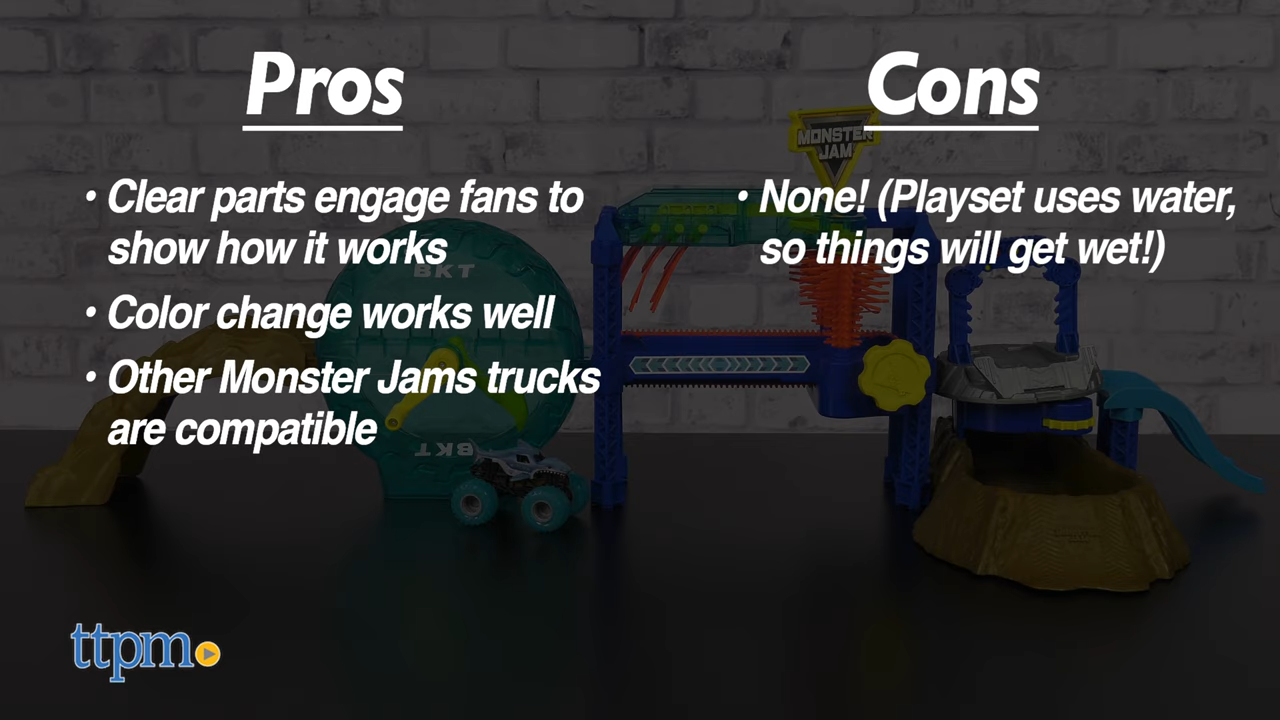 Pros
• Clear parts engage fans to
show how it works
• Color change works well
• Other Monster Jams trucks
are compatible
Cons
• None! (Playset uses water,
so things will get wet!)
MONSTER
JAM
BKT
BKT
ttpm